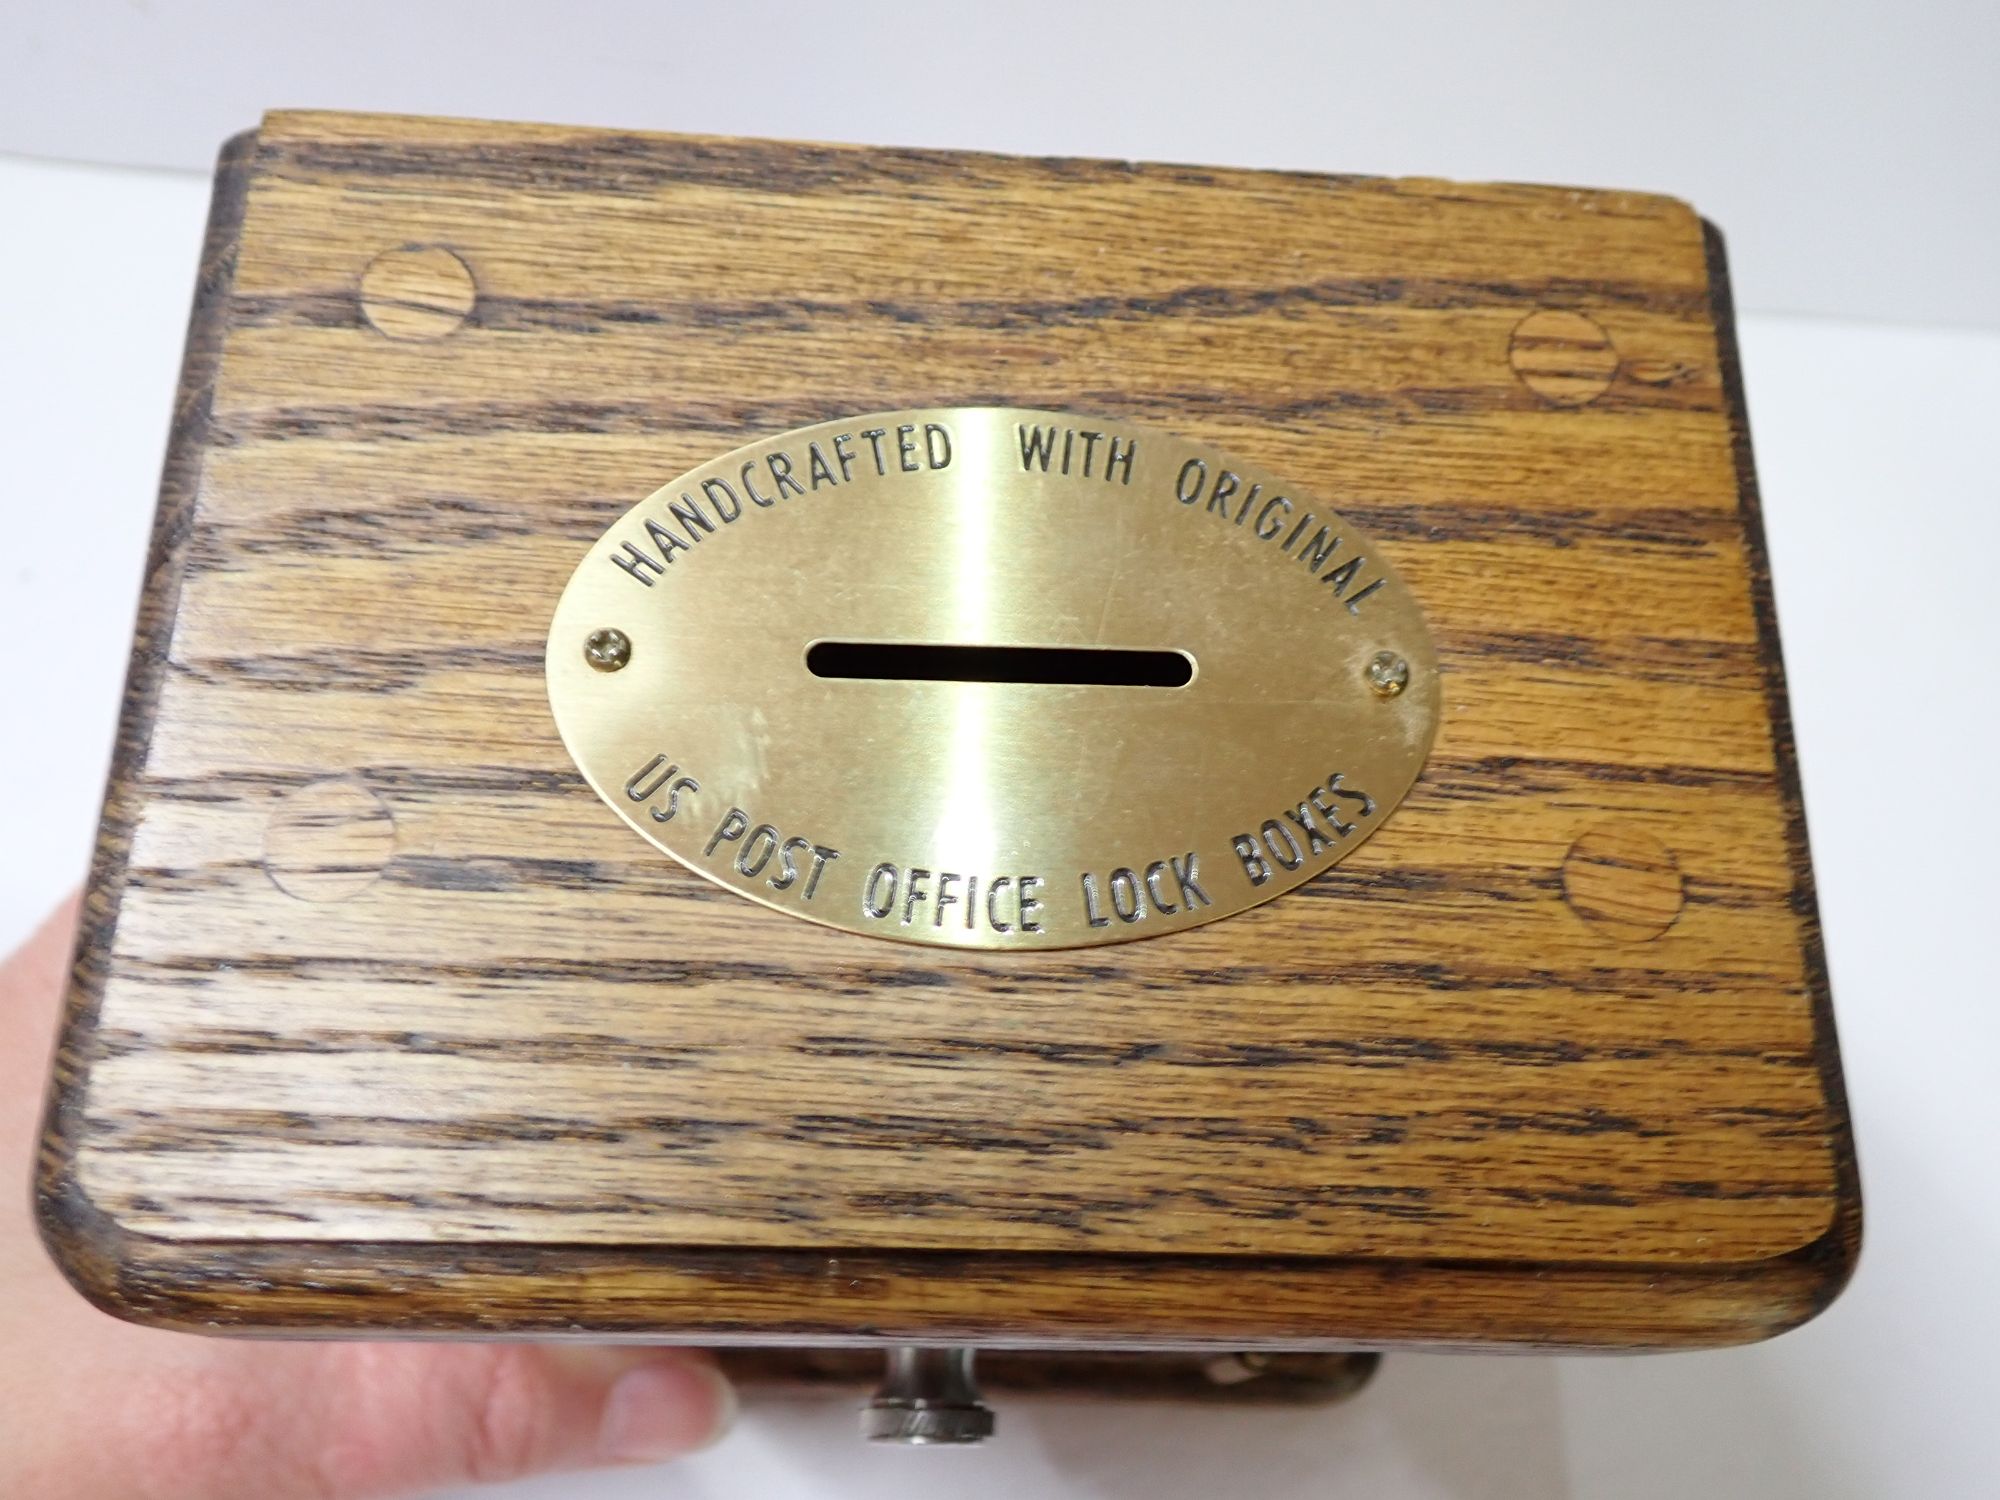 HANDCRAFTED WITH ORIGINAL
US POST OFFICE LOCK BOXES